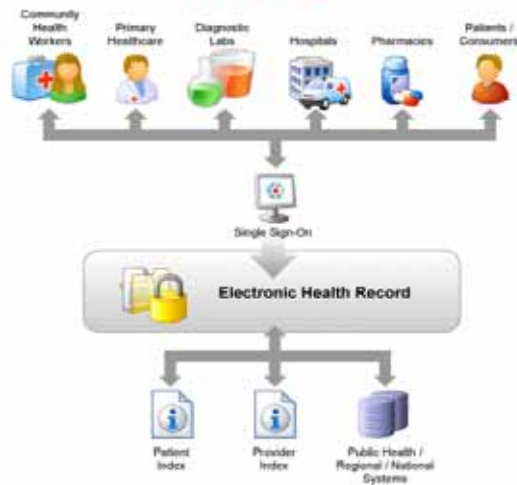 Community
Health
Workers
Primary
Healthcare
Diagnostic
Labs
Hospitals
Pharmacies
Patients /
Consumers
Single Sign-On
Electronic Health Record
Patient
Index
Provider
Index
Public Health /
Regional / National
Systems